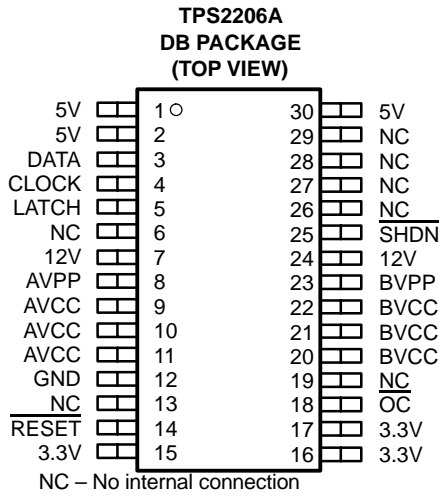 TPS2206A
DB PACKAGE
(TOP VIEW)
5V 1 30 5V
5V 2 29 NC
DATA 3 28 NC
CLOCK 4 27 NC
LATCH 5 26 NC
NC 6 25 SHDN
12V 7 24 12V
AVPP 8 23 BVPP
AVCC 9 22 BVCC
AVCC 10 21 BVCC
AVCC 11 20 BVCC
GND 12 19 NC
NC 13 18 OC
RESET 14 17 3.3V
3.3V 15 16 3.3V
NC – No internal connection